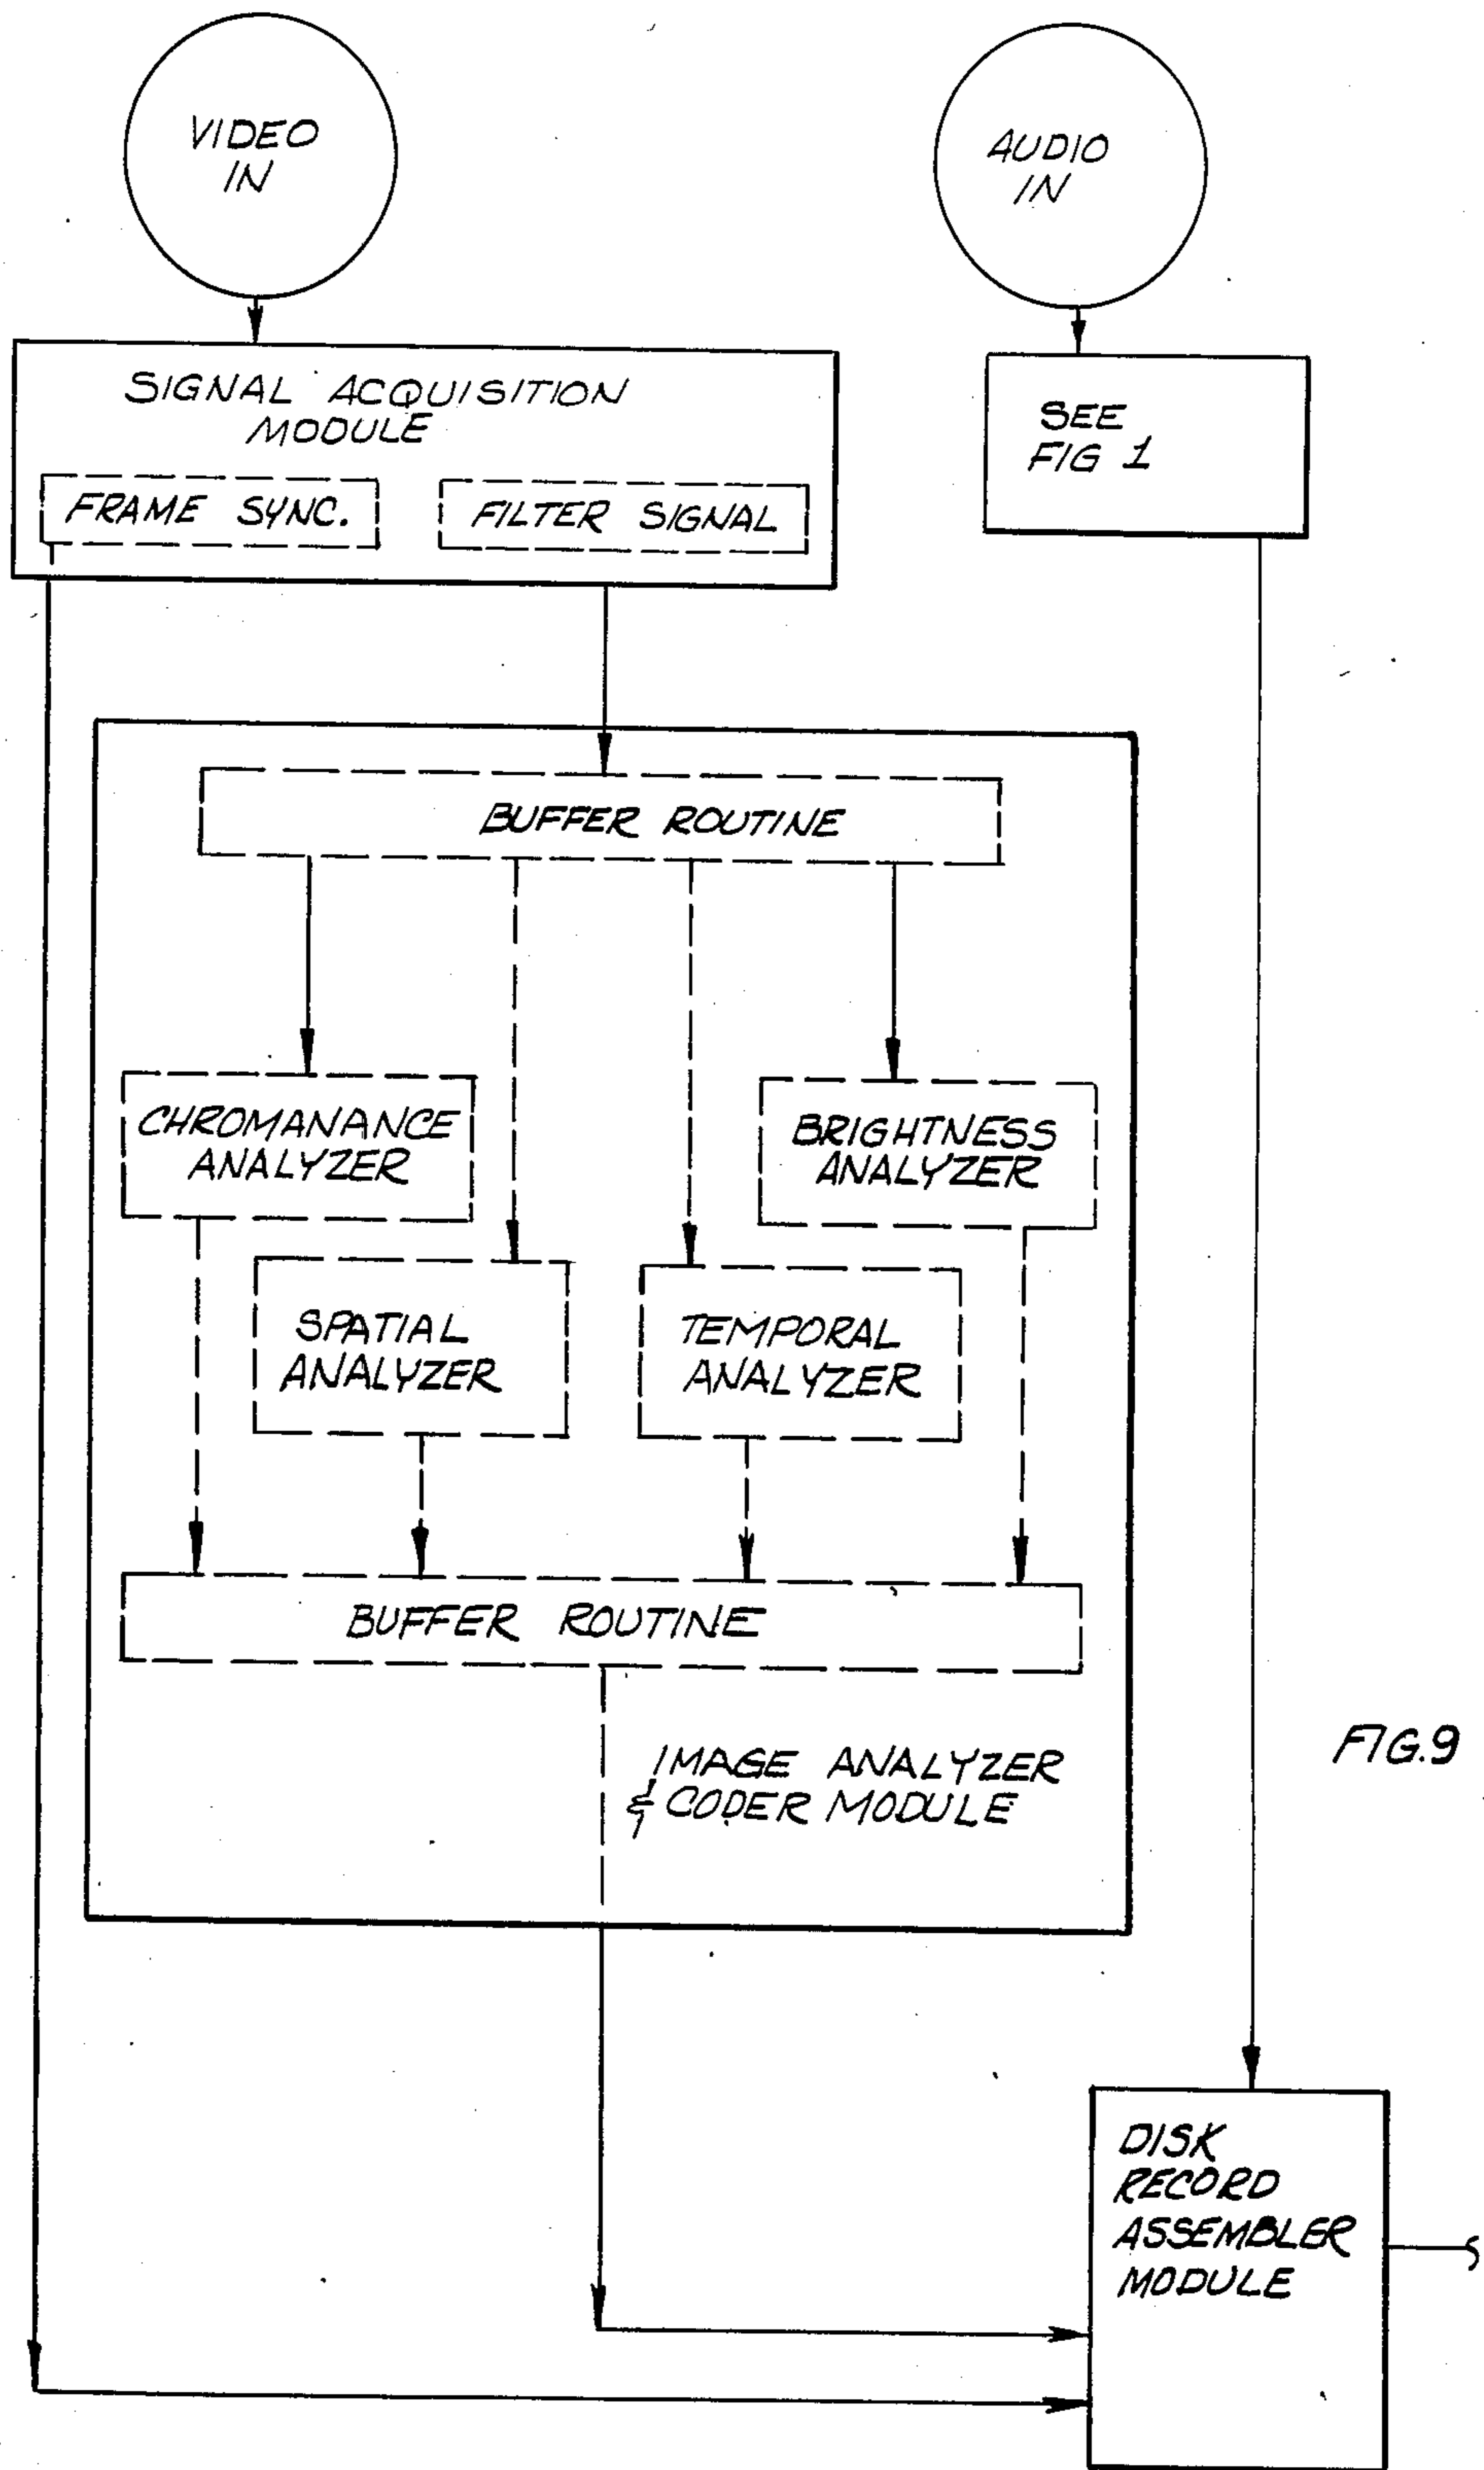 VIDEO
IN
AUDIO
IN
SIGNAL ACQUISITION
MODULE
FRAME SYNC.
FILTER SIGNAL
SEE
FIG 1
BUFFER ROUTINE
CHROMANANCE
ANALYZER
BRIGHTNESS
ANALYZER
SPATIAL
ANALYZER
TEMPORAL
ANALYZER
BUFFER ROUTINE
IMAGE ANALYZER
& CODER MODULE
FIG.9
DISK
RECORD
ASSEMBLER
MODULE